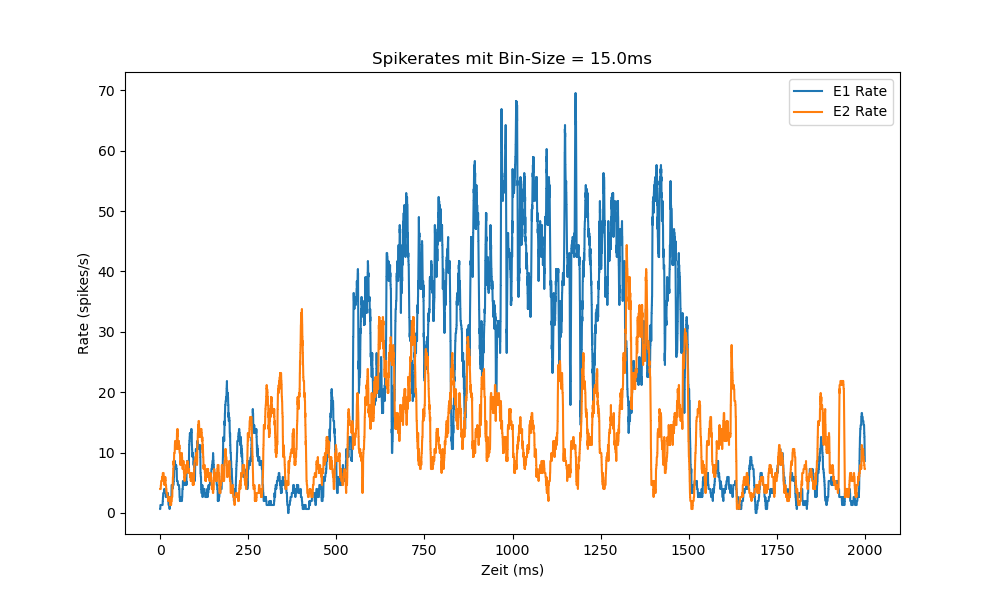 Spikerates mit Bin-Size = 15.0ms
E1 Rate
E2 Rate
70
60
50
40
30
20
10
0
Rate (spikes/s)
0 250 500 750 1000 1250 1500 1750 2000
Zeit (ms)